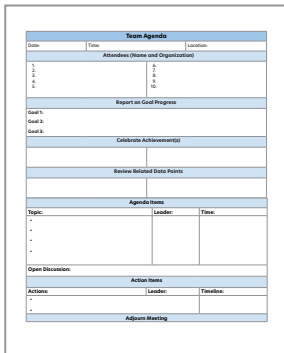 Team Agenda
Date: Time: Location:
Attendees (Name and Organization)
1. 6.
2. 7.
3. 8.
4. 9.
5. 10.
Report on Goal Progress
Goal 1:
Goal 2:
Goal 3:
Celebrate Achievement(s)
Review Related Data Points
Agenda Items
Topic: Leader: Time:
•
•
•
•
Open Discussion:
Action Items
Actions: Leader: Timeline:
•
•
Adjourn Meeting